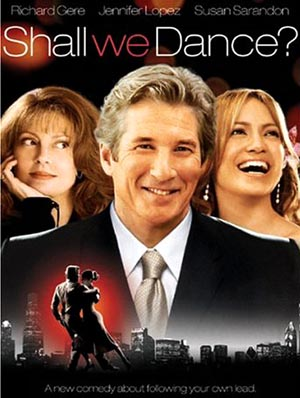 Richard Gere Jennifer Lopez Susan Sarandon
Shall we Dance?
A new comedy about following your own lead.